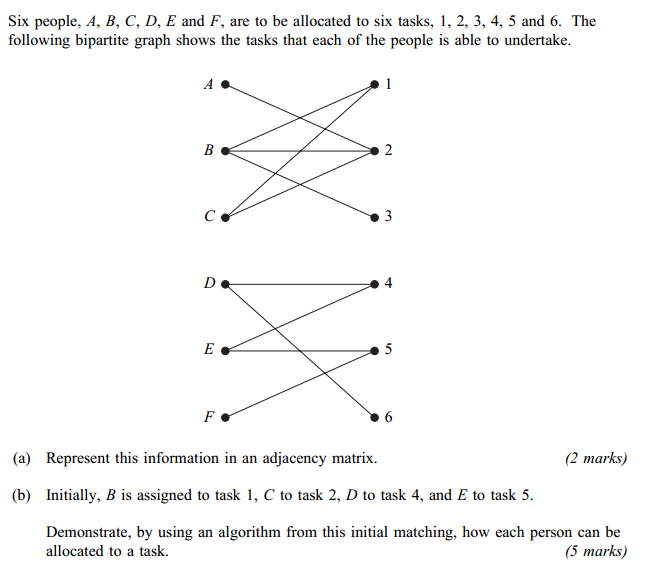 Six people, A, B, C, D, E and F, are to be allocated to six tasks, 1, 2, 3, 4, 5 and 6. The
following bipartite graph shows the tasks that each of the people is able to undertake.
A 1
B 2
C 3
D 4
E 5
F 6
(a) Represent this information in an adjacency matrix. (2 marks)
(b) Initially, B is assigned to task 1, C to task 2, D to task 4, and E to task 5.
Demonstrate, by using an algorithm from this initial matching, how each person can be
allocated to a task. (5 marks)